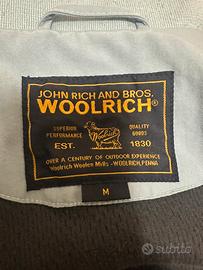 JOHN RICH AND BROS.
WOOLRICH®
SUPERIOR PERFORMANCE
QUALITY GOODS
Woolrich
EST. 1830
OVER A CENTURY OF OUTDOOR EXPERIENCE
Woolrich Woolen Mills - WOOLRICH, PENNA
M
subito